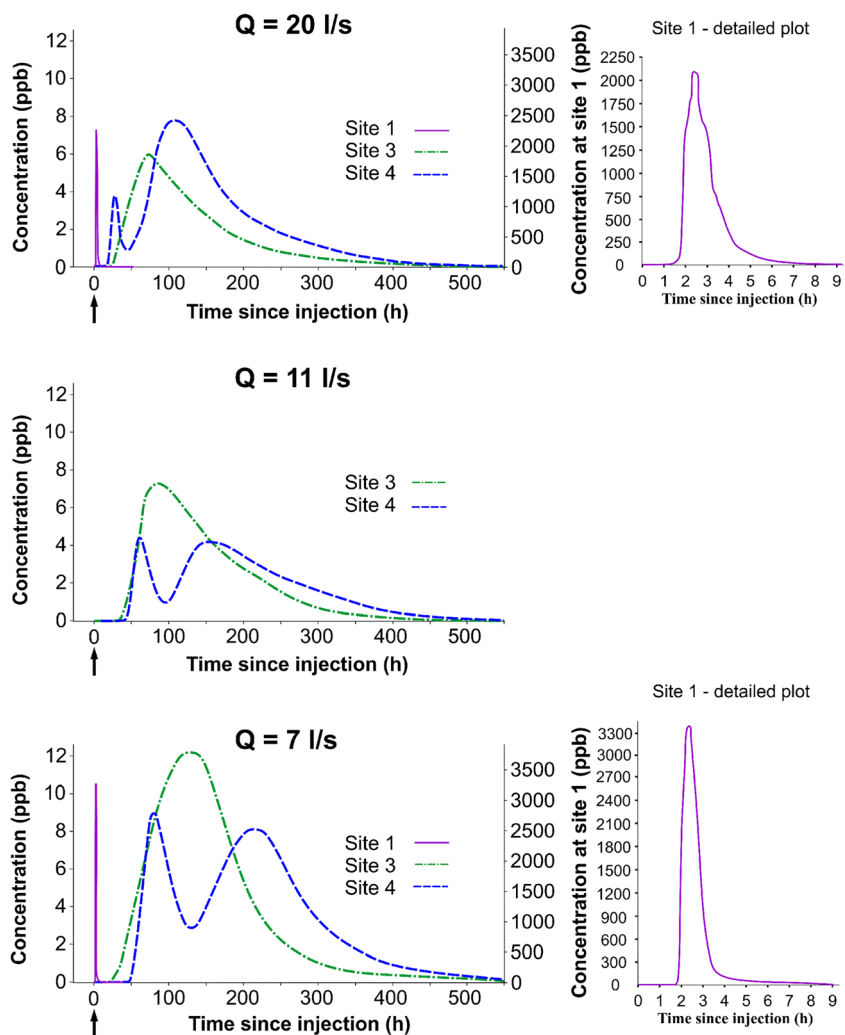 Q = 20 l/s
Concentration (ppb)
12
10
8
6
4
2
0
3500
3000
2500
2000
1500
1000
500
0
Site 1
Site 3
Site 4
0 100 200 300 400 500
Time since injection (h)
Site 1 - detailed plot
Concentration at site 1 (ppb)
2250
2000
1750
1500
1250
1000
750
500
250
0
0 1 2 3 4 5 6 7 8 9
Time since injection (h)
Q = 11 l/s
Concentration (ppb)
12
10
8
6
4
2
0
Site 3
Site 4
0 100 200 300 400 500
Time since injection (h)
Q = 7 l/s
Concentration (ppb)
12
10
8
6
4
2
0
3500
3000
2500
2000
1500
1000
500
0
Site 1
Site 3
Site 4
0 100 200 300 400 500
Time since injection (h)
Site 1 - detailed plot
Concentration at site 1 (ppb)
3300
3000
2700
3300
2100
1800
1500
1200
900
600
300
0
0 1 2 3 4 5 6 7 8 9
Time since injection (h)